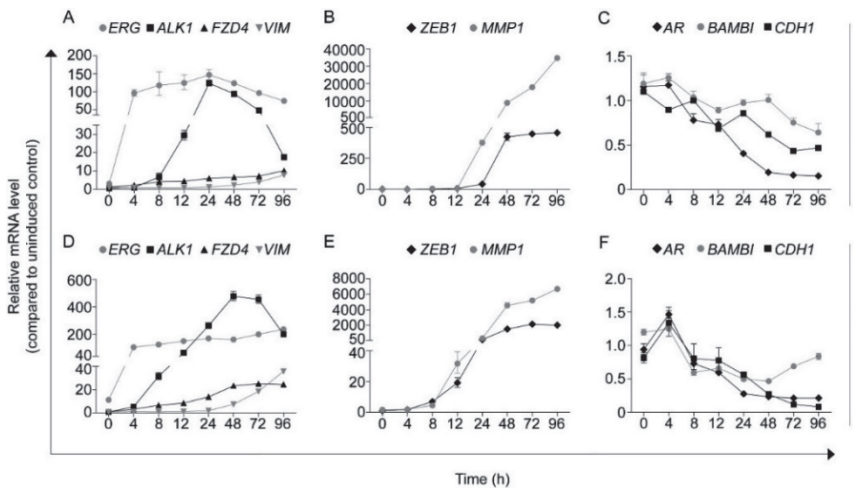 A
ERG ALK1 FZD4 VIM
200
150
100
50
30
20
10
0
0 4 8 12 24 48 72 96
B
ZEB1 MMP1
50000
40000
30000
20000
10000
500
500
250
0
0 4 8 12 24 48 72 96
C
AR BAMBI CDH1
1.5
1.0
0.5
0
0 4 8 12 24 48 72 96
Relative mRNA level
(compared to uninduced control)
D
ERG ALK1 FZD4 VIM
600
400
200
40
40
20
0
0 4 8 12 24 48 72 96
E
ZEB1 MMP1
8000
6000
4000
2000
50
40
20
0
0 4 8 12 24 48 72 96
F
AR BAMBI CDH1
2.0
1.5
1.0
0.5
0
0 4 8 12 24 48 72 96
Time (h)